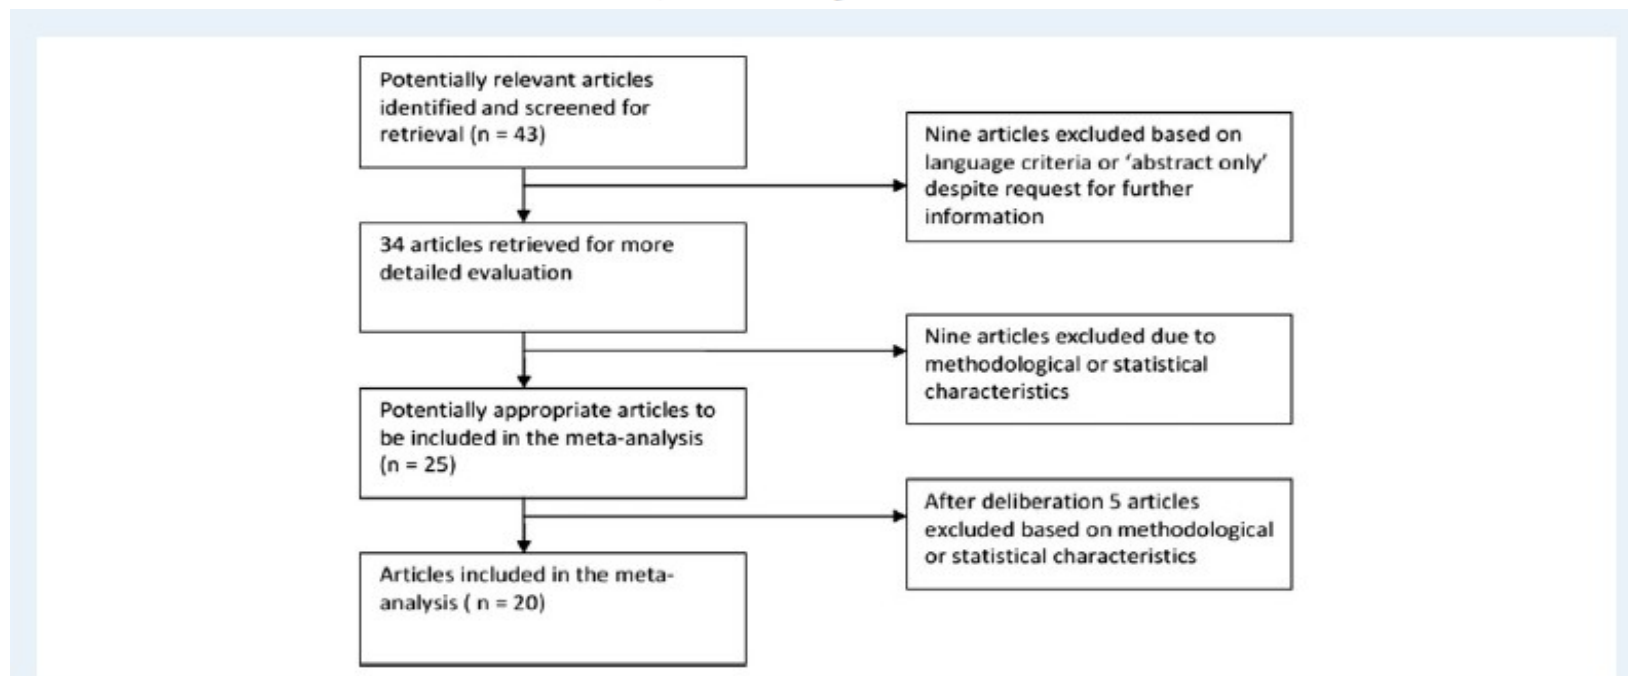 Potentially relevant articles
identified and screened for
retrieval (n = 43)
Nine articles excluded based on
language criteria or ‘abstract only’
despite request for further
information
34 articles retrieved for more
detailed evaluation
Nine articles excluded due to
methodological or statistical
characteristics
Potentially appropriate articles to
be included in the meta-analysis
(n = 25)
After deliberation 5 articles
excluded based on methodological
or statistical characteristics
Articles included in the meta-
analysis ( n = 20)